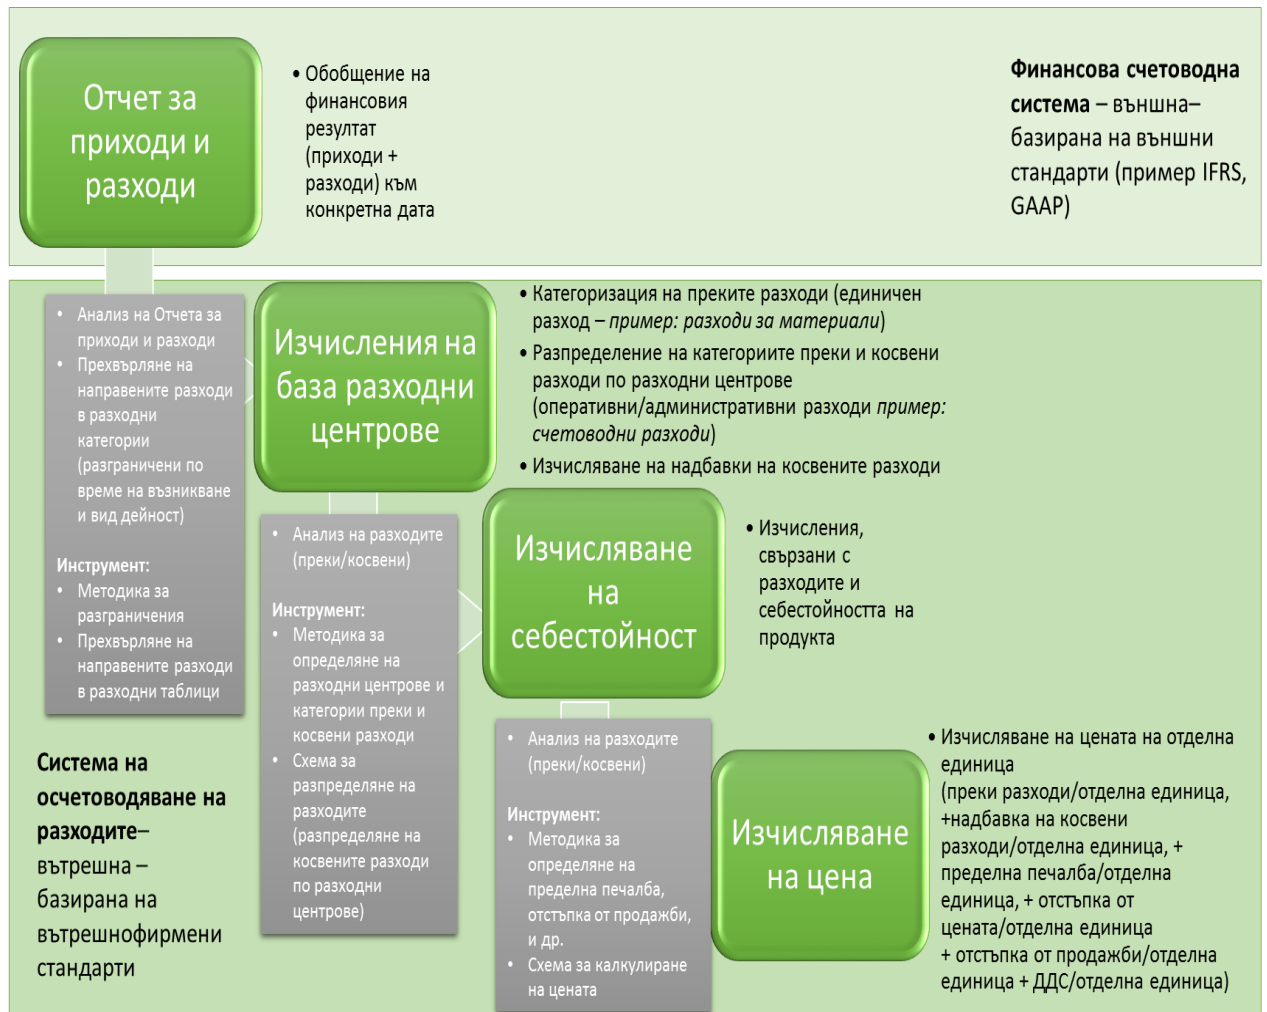 Отчет за
приходи и
разходи
• Обобщение на
финансовия
резултат
(приходи +
разходи) към
конкретна дата
Финансова счетоводна
система – външна–
базирана на външни
стандарти (пример IFRS,
GAAP)
• Анализ на Отчета за
приходи и разходи
• Прехвърляне на
направените разходи
в разходни
категории
(разграничени по
време на възникване
и вид дейност)
Инструмент:
• Методика за
разграничения
• Прехвърляне на
направените разходи
в разходни таблици
Изчисления на
база разходни
центрове
• Категоризация на преките разходи (единичен
разход – пример: разходи за материали)
• Разпределение на категориите преки и косвени
разходи по разходни центрове
(оперативни/административни разходи пример:
счетоводни разходи)
• Изчисляване на надбавки на косвените разходи
• Анализ на разходите
(преки/косвени)
Инструмент:
• Методика за
определяне на
разходни центрове и
категории преки и
косвени разходи
• Схема за
разпределяне на
разходите
(разпределяне на
косвените разходи
по разходни
центрове)
Изчисляване
на
себестойност
• Изчисления,
свързани с
разходите и
себестойността на
продукта
• Анализ на разходите
(преки/косвени)
Инструмент:
• Методика за
определяне на
пределна печалба,
отстъпка от продажби,
и др.
• Схема за калкулиране
на цената
Изчисляване
на цена
• Изчисляване на цената на отделна
единица
(преки разходи/отделна единица,
+надбавка на косвени
разходи/отделна единица, +
пределна печалба/отделна
единица, + отстъпка от
цената/отделна единица
+ отстъпка от продажби/отделна
единица + ДДС/отделна единица)
Система на
осчетоводяване на
разходите–
вътрешна –
базирана на
вътрешнофирмени
стандарти